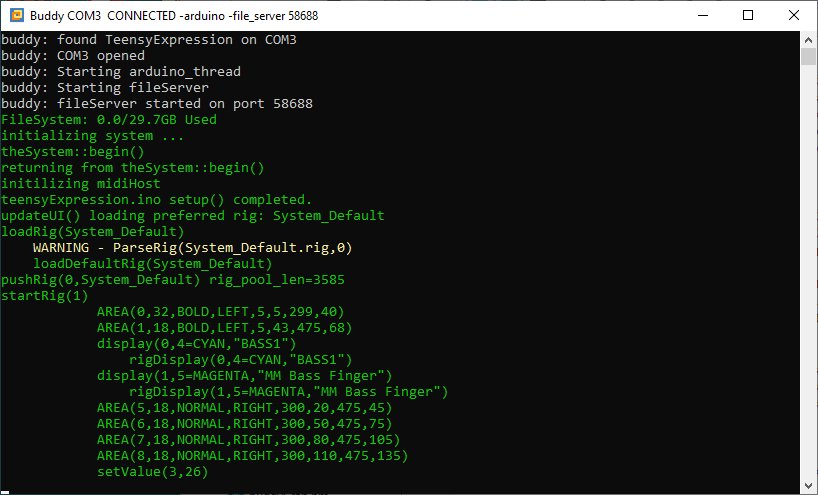 Buddy COM3  CONNECTED -arduino -file_server 58688
buddy: found TeensyExpression on COM3
buddy: COM3 opened
buddy: Starting arduino_thread
buddy: Starting fileServer
buddy: fileServer started on port 58688
FileSystem: 0.0/29.7GB Used
initializing system ...
theSystem::begin()
returning from theSystem::begin()
initilizing midiHost
teensyExpression.ino setup() completed.
updateUI() loading preferred rig: System_Default
loadRig(System_Default)
    WARNING - ParseRig(System_Default.rig,0)
    loadDefaultRig(System_Default)
pushRig(0,System_Default) rig_pool_len=3585
startRig(1)
            AREA(0,32,BOLD,LEFT,5,5,299,40)
            AREA(1,18,BOLD,LEFT,5,43,475,68)
            display(0,4=CYAN,"BASS1")
                rigDisplay(0,4=CYAN,"BASS1")
            display(1,5=MAGENTA,"MM Bass Finger")
                rigDisplay(1,5=MAGENTA,"MM Bass Finger")
            AREA(5,18,NORMAL,RIGHT,300,20,475,45)
            AREA(6,18,NORMAL,RIGHT,300,50,475,75)
            AREA(7,18,NORMAL,RIGHT,300,80,475,105)
            AREA(8,18,NORMAL,RIGHT,300,110,475,135)
            setValue(3,26)